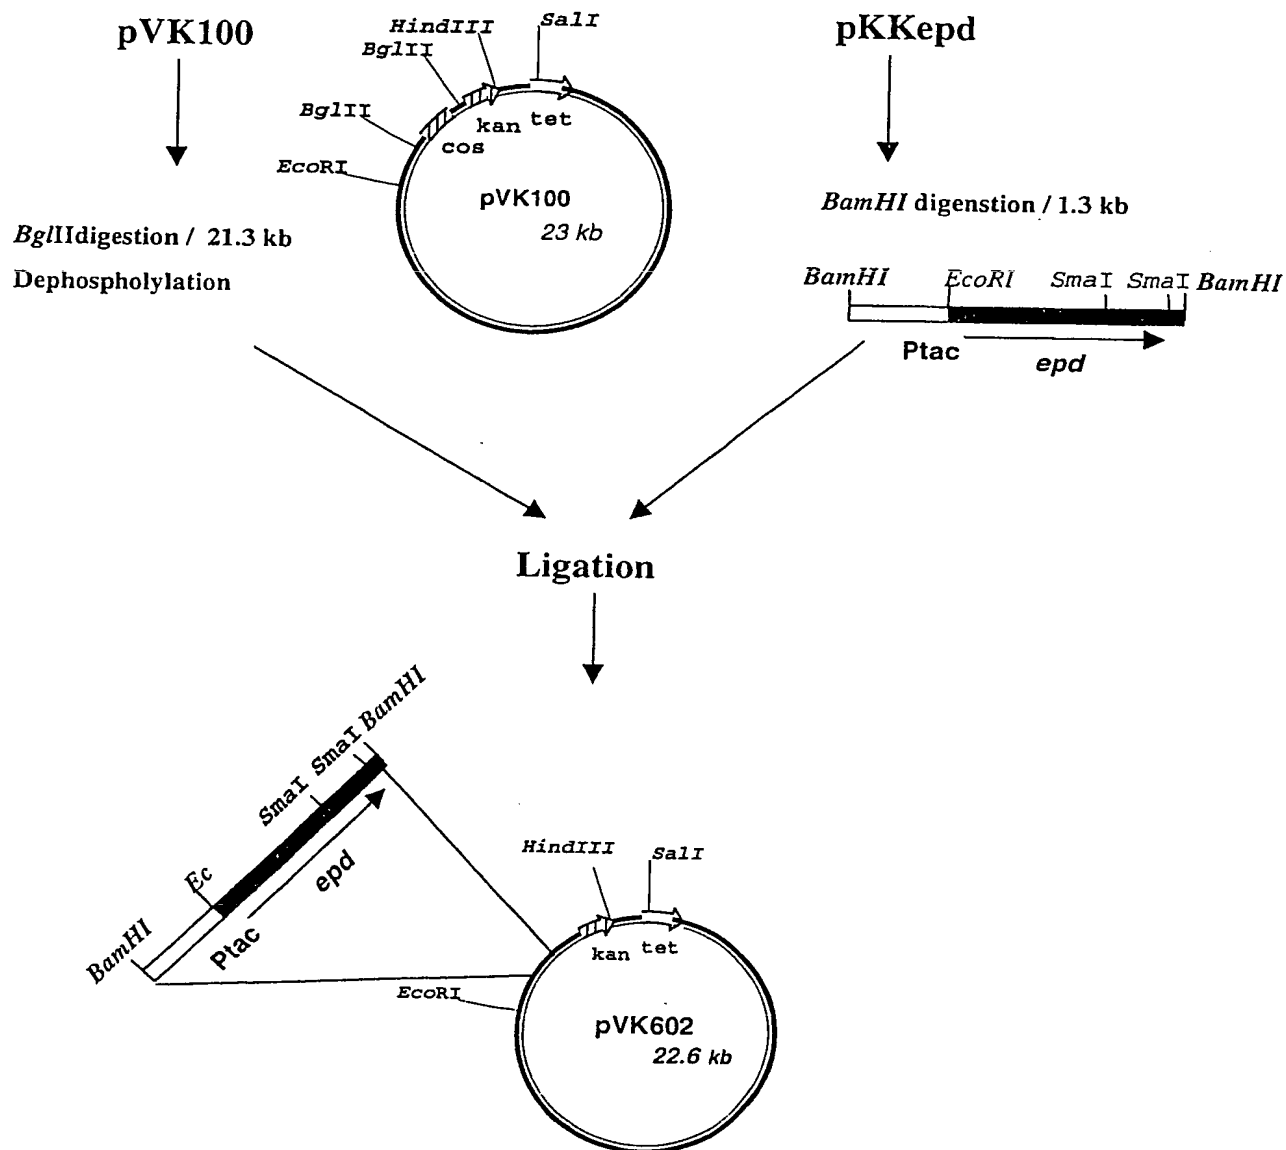 pVK100
HindIII
SalI
pKKepd
BglII
BglII
kan
tet
cos
EcoRI
pVK100
23 kb
BglIIdigestion / 21.3 kb
Dephospholylation
BamHI digenstion / 1.3 kb
BamHI EcoRI SmaI SmaI BamHI
Ptac
epd
Ligation
BamHI
SmaI
SmaI
Ec
BamHI
epd
Ptac
HindIII
SalI
kan
tet
EcoRI
pVK602
22.6 kb